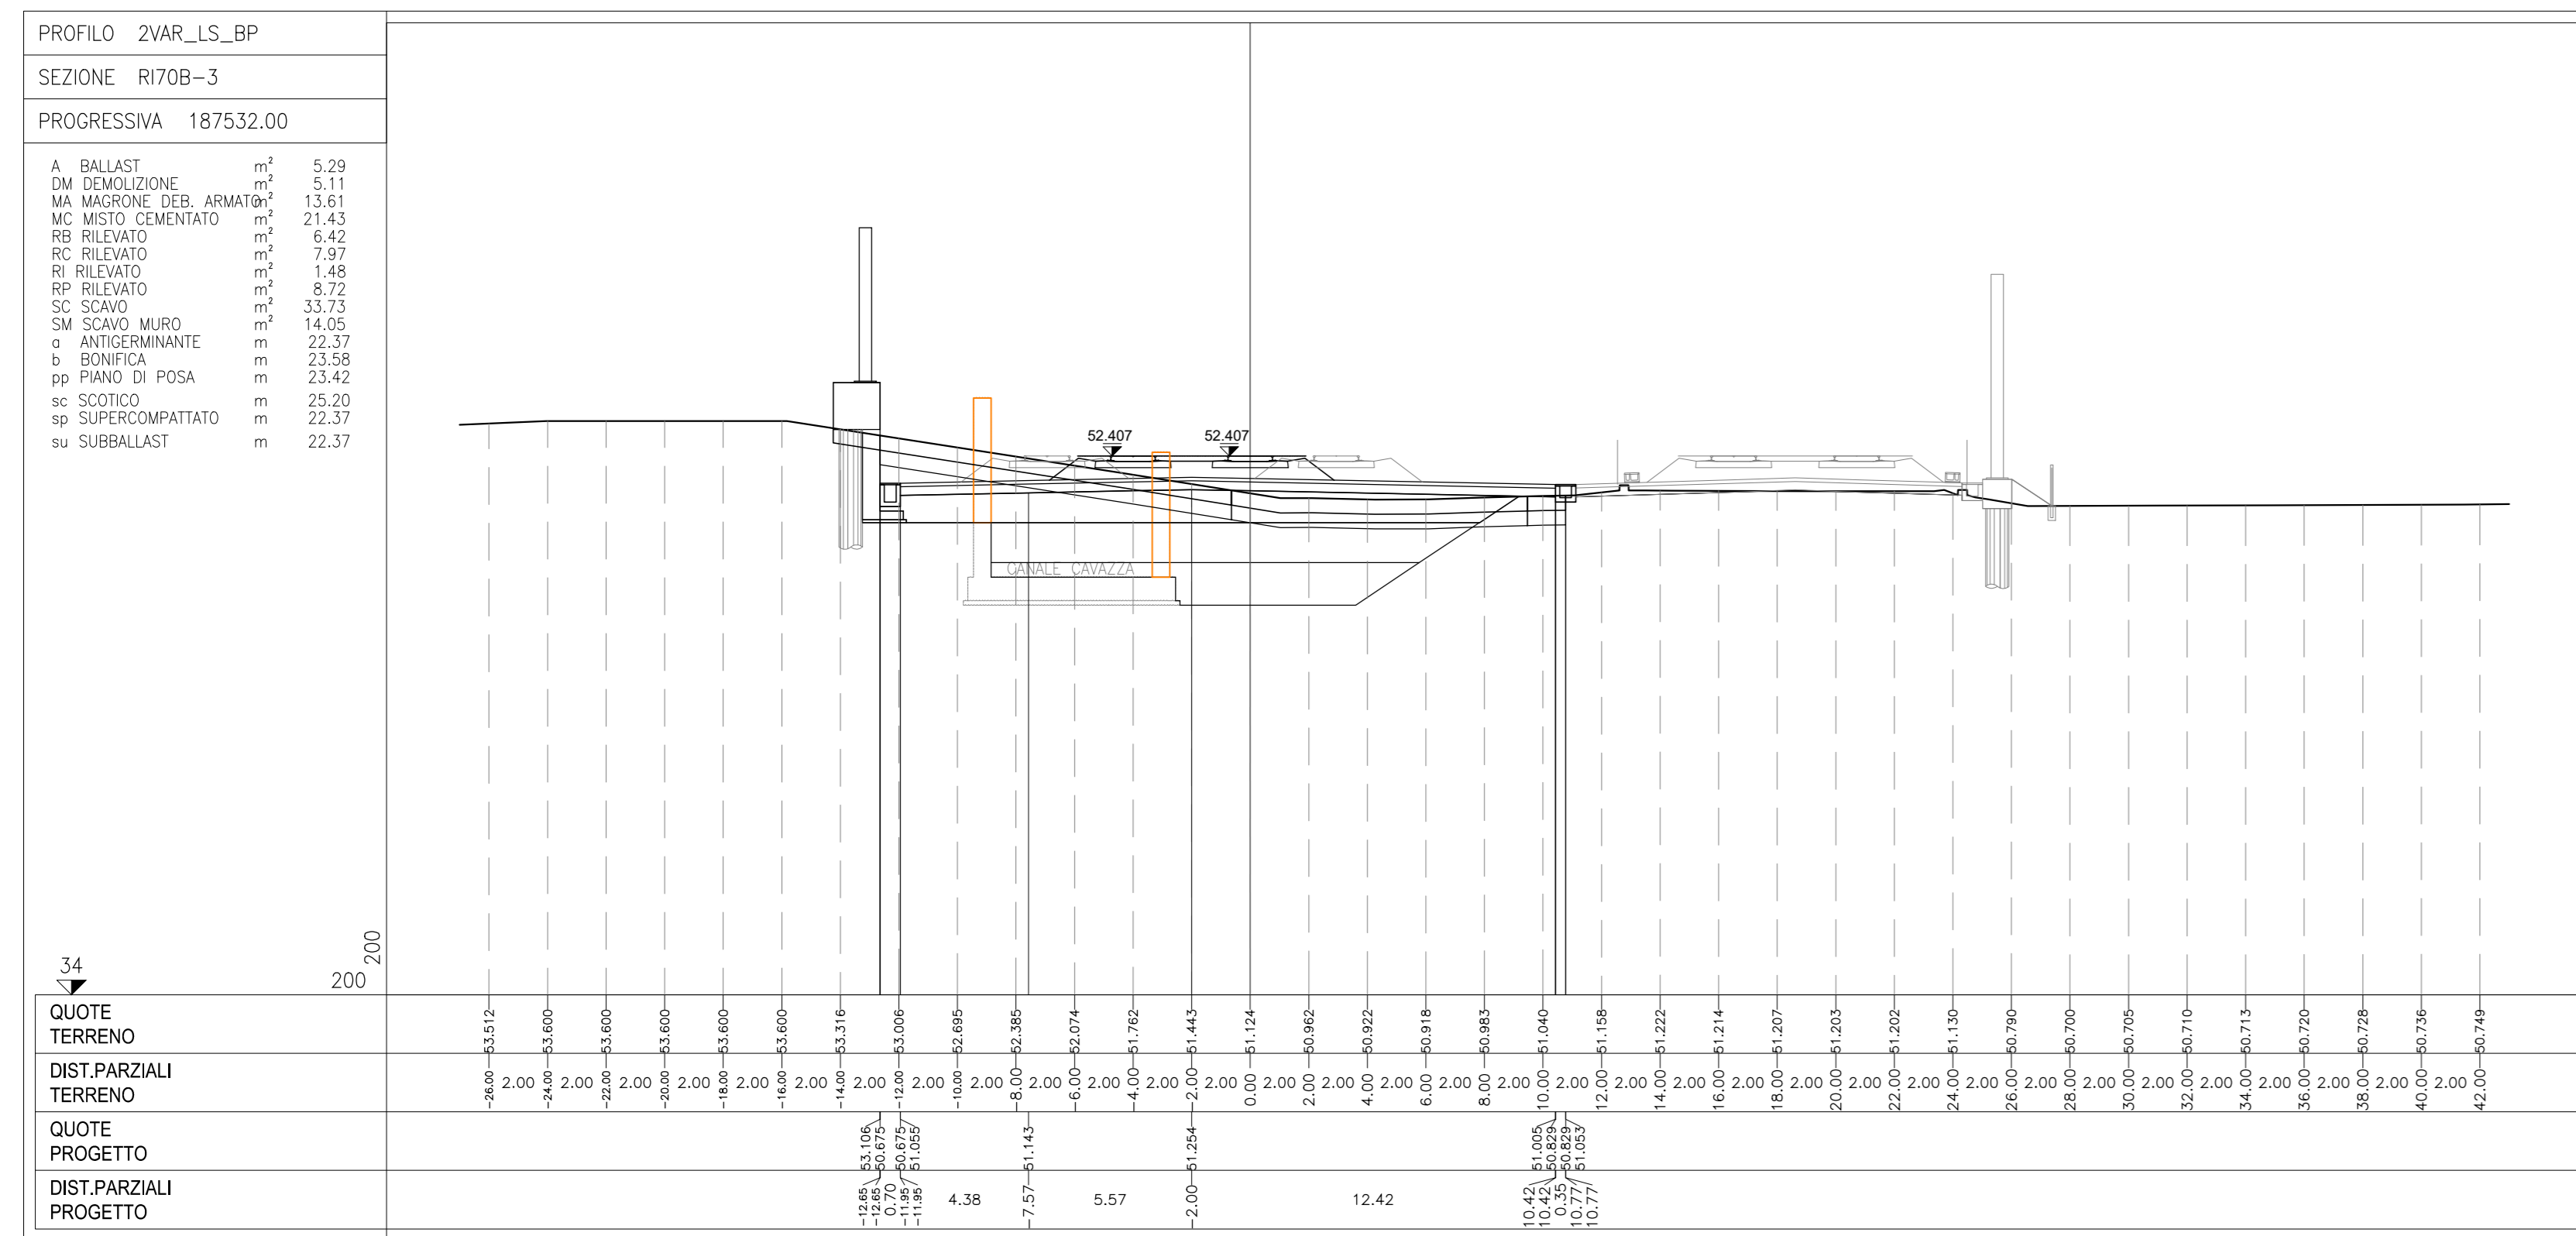 PROFILO 2VAR_LS_BP
SEZIONE RI70B-3
PROGRESSIVA 187532.00
A BALLAST m² 5.29
DM DEMOLIZIONE m² 5.11
MA MAGRONE DEB. ARMATO m² 13.61
MC MISTO CEMENTATO m² 21.43
RB RILEVATO m² 6.42
RC RILEVATO m² 7.97
RI RILEVATO m² 1.48
RP RILEVATO m² 8.72
SC SCAVO m² 33.73
SM SCAVO MURO m² 14.05
a ANTIGERMINANTE m 22.37
b BONIFICA m 23.58
pp PIANO DI POSA m 23.42
sc SCOTICO m 25.20
sp SUPERCOMPATTATO m 22.37
su SUBBALLAST m 22.37
52.407 52.407
CANALE CAVAZZA
34
200
200
QUOTE
TERRENO
53.512 53.600 53.600 53.600 53.600 53.600 53.316 53.006 52.695 52.385 52.074 51.762 51.443 51.124 50.962 50.922 50.918 50.983 51.040 51.158 51.222 51.214 51.207 51.203 51.202 51.130 50.790 50.700 50.705 50.710 50.713 50.720 50.728 50.736 50.749
DIST.PARZIALI
TERRENO
-26.00 2.00 -24.00 2.00 -22.00 2.00 -20.00 2.00 -18.00 2.00 -16.00 2.00 -14.00 2.00 -12.00 2.00 -10.00 2.00 -8.00 2.00 -6.00 2.00 -4.00 2.00 -2.00 2.00 0.00 2.00 2.00 2.00 4.00 2.00 6.00 2.00 8.00 2.00 10.00 2.00 12.00 2.00 14.00 2.00 16.00 2.00 18.00 2.00 20.00 2.00 22.00 2.00 24.00 2.00 26.00 2.00 28.00 2.00 30.00 2.00 32.00 2.00 34.00 2.00 36.00 2.00 38.00 2.00 40.00 2.00 42.00
QUOTE
PROGETTO
53.106 50.675 50.675 51.055 51.143 51.254 51.005 50.829 50.829 51.053
DIST.PARZIALI
PROGETTO
-12.65 -12.65 0.70 -11.95 -11.95 4.38 -7.57 5.57 -2.00 12.42 10.42 10.42 0.35 10.77 10.77